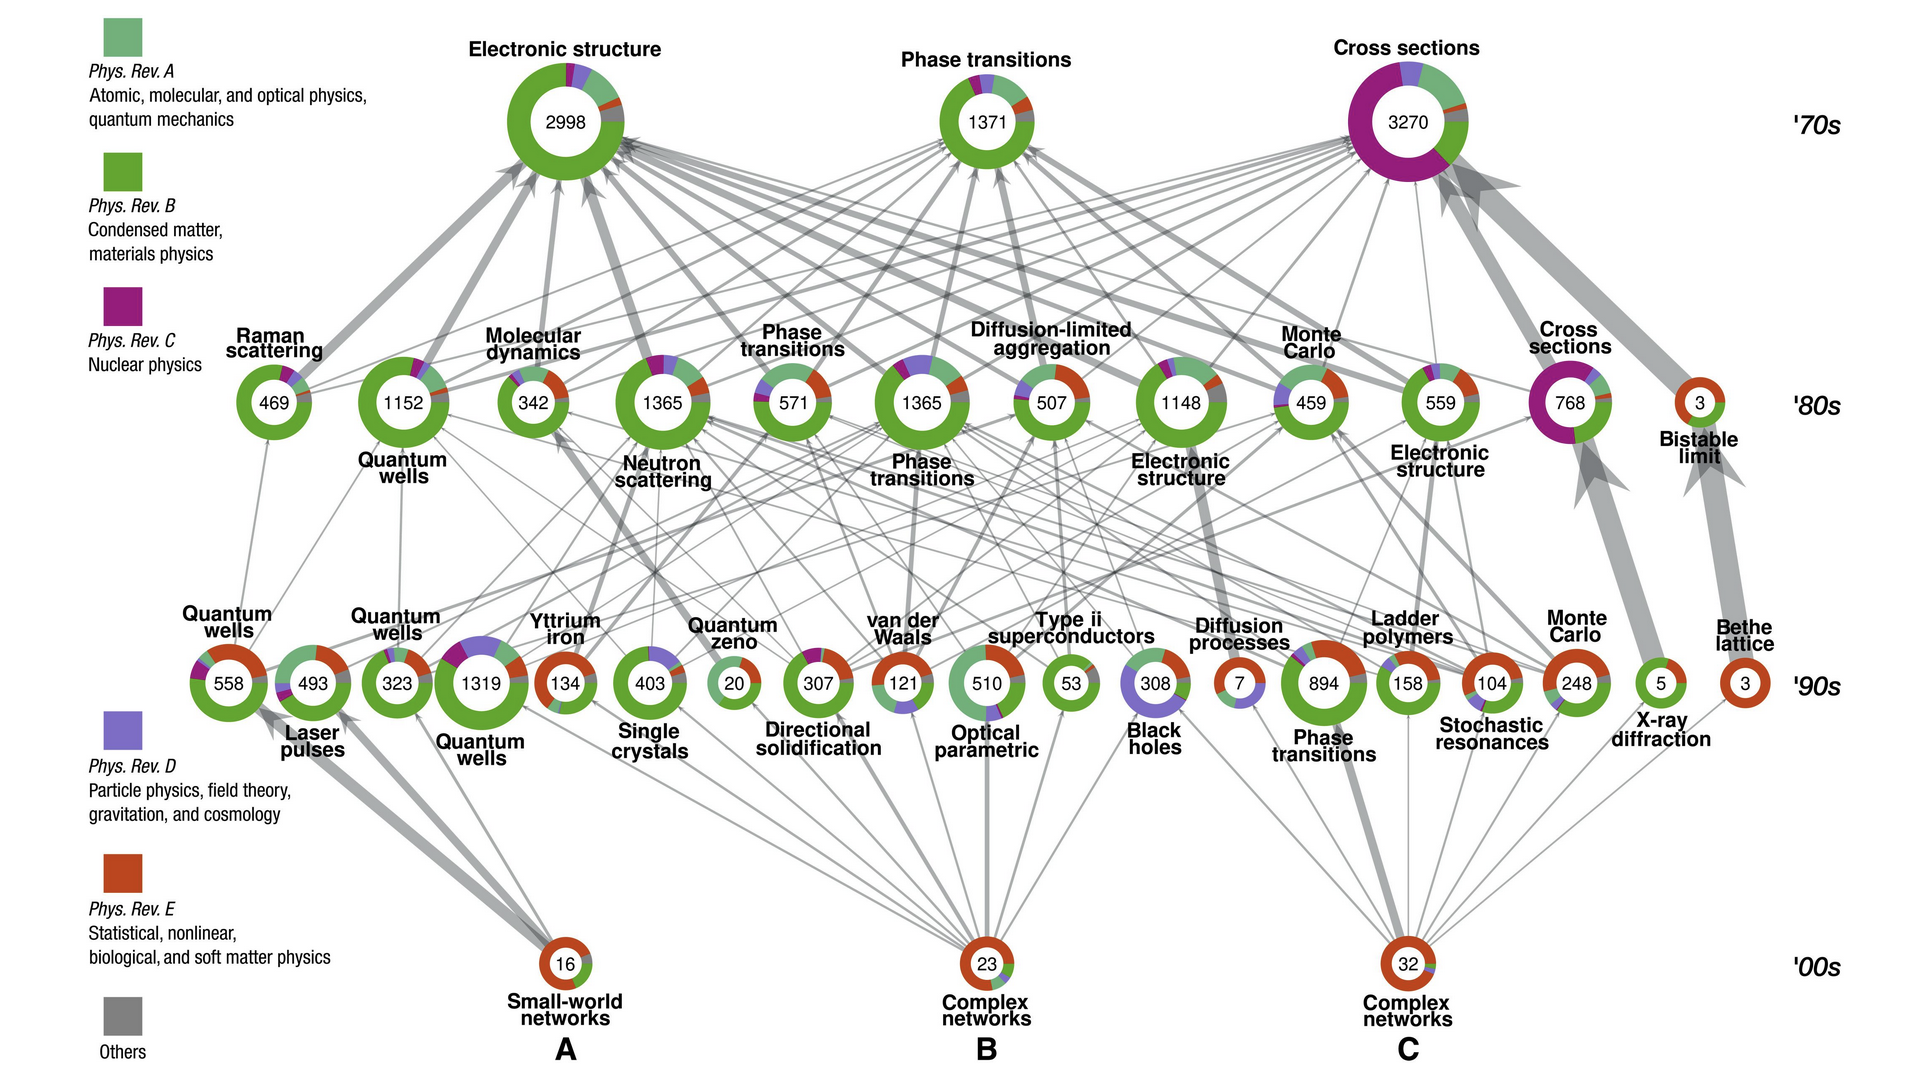 Phys. Rev. A
Atomic, molecular, and optical physics,
quantum mechanics
Phys. Rev. B
Condensed matter,
materials physics
Phys. Rev. C
Nuclear physics
Phys. Rev. D
Particle physics, field theory,
gravitation, and cosmology
Phys. Rev. E
Statistical, nonlinear,
biological, and soft matter physics
Others
Electronic structure
2998
Phase transitions
1371
Cross sections
3270
'70s
Raman
scattering
469
1152
Quantum
wells
Molecular
dynamics
342
1365
Neutron
scattering
Phase
transitions
571
1365
Phase
transitions
Diffusion-limited
aggregation
507
1148
Electronic
structure
Monte
Carlo
459
559
Electronic
structure
Cross
sections
768
3
Bistable
limit
'80s
Quantum
wells
558
493
Laser
pulses
Quantum
wells
323
1319
Quantum
wells
Yttrium
iron
134
403
Single
crystals
Quantum
zeno
20
307
Directional
solidification
van der
Waals
121
510
Optical
parametric
Type ii
superconductors
53
308
Black
holes
Diffusion
processes
7
894
Phase
transitions
Ladder
polymers
158
104
Stochastic
resonances
Monte
Carlo
248
5
X-ray
diffraction
Bethe
lattice
3
'90s
16
Small-world
networks
A
23
Complex
networks
B
32
Complex
networks
C
'00s